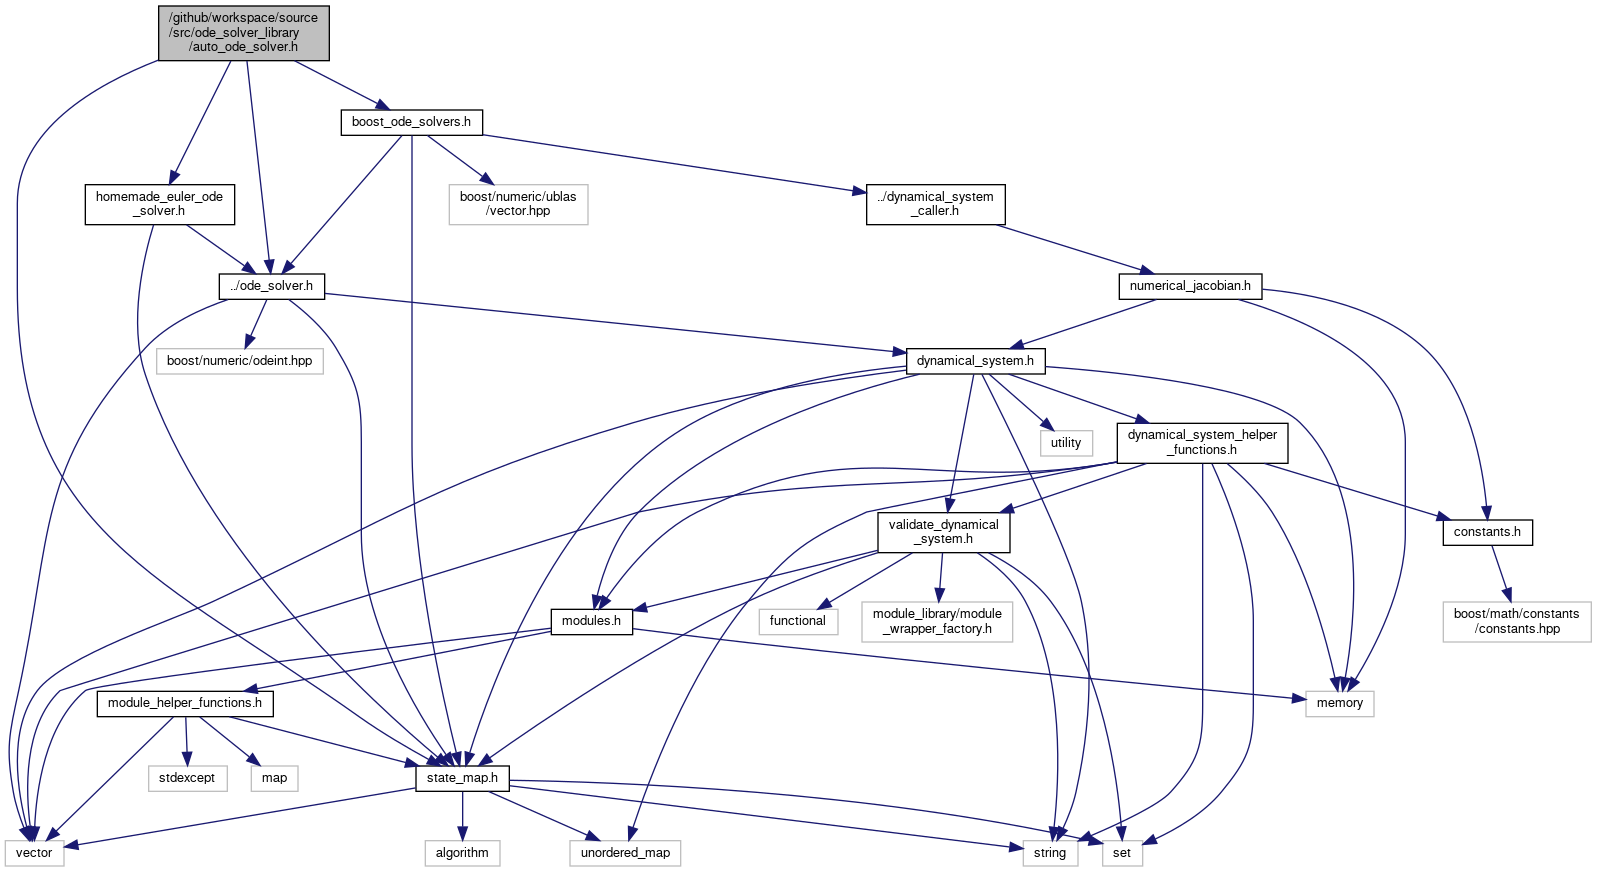 /github/workspace/source
/src/ode_solver_library
/auto_ode_solver.h
boost_ode_solvers.h
homemade_euler_ode
_solver.h
boost/numeric/ublas
/vector.hpp
../dynamical_system
_caller.h
../ode_solver.h
numerical_jacobian.h
boost/numeric/odeint.hpp
dynamical_system.h
utility
dynamical_system_helper
_functions.h
validate_dynamical
_system.h
constants.h
modules.h
functional
module_library/module
_wrapper_factory.h
boost/math/constants
/constants.hpp
module_helper_functions.h
memory
stdexcept
map
state_map.h
vector
algorithm
unordered_map
string
set